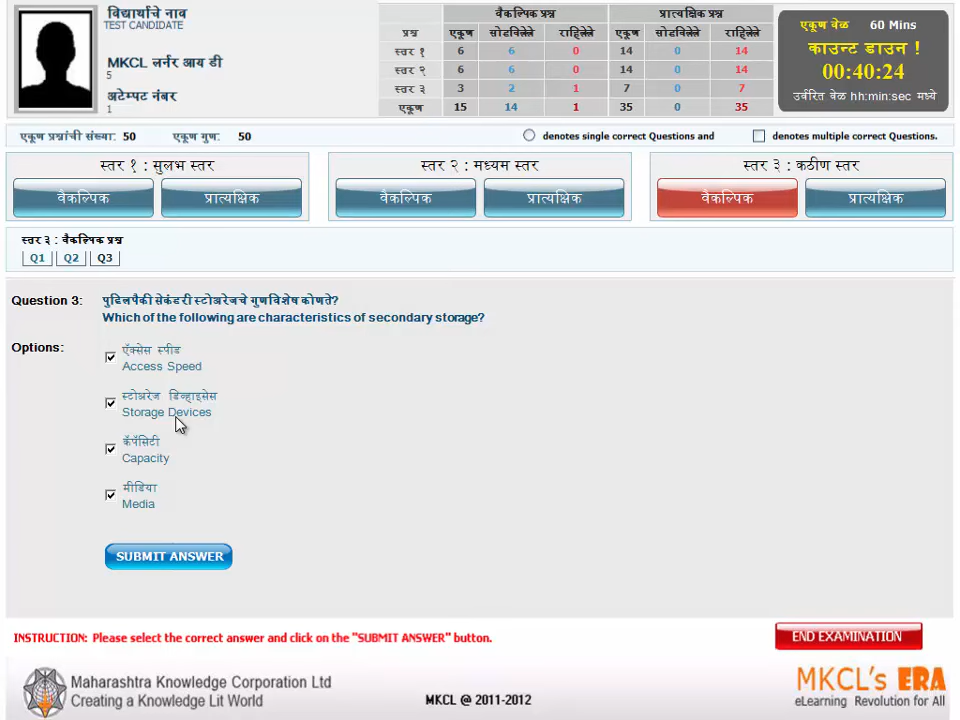 विद्यार्थ्याचे नाव
TEST CANDIDATE
MKCL लर्नर आय डी
5
अटेम्पट नंबर
1
वैकल्पिक प्रश्न प्रात्यक्षिक प्रश्न
प्रश्न एकूण सोडविलेले राहिलेले एकूण सोडविलेले राहिलेले
स्तर १ 6 6 0 14 0 14
स्तर २ 6 6 0 14 0 14
स्तर ३ 3 2 1 7 0 7
एकूण 15 14 1 35 0 35
एकूण वेळ 60 Mins
काउन्ट डाउन !
00:40:24
उर्वरित वेळ hh:min:sec मध्ये
एकूण प्रश्नांची संख्या: 50 एकूण गुण: 50 denotes single correct Questions and denotes multiple correct Questions.
स्तर १ : सुलभ स्तर स्तर २ : मध्यम स्तर स्तर ३ : कठीण स्तर
वैकल्पिक प्रात्यक्षिक वैकल्पिक प्रात्यक्षिक वैकल्पिक प्रात्यक्षिक
स्तर ३ : वैकल्पिक प्रश्न
Q1 Q2 Q3
Question 3: पुढिलपैकी सेकंडरी स्टोअरेजचे गुणविशेष कोणते?
Which of the following are characteristics of secondary storage?
Options: ऍक्सेस स्पीड
Access Speed
स्टोअरेज डिव्हाइसेस
Storage Devices
कॅपॅसिटी
Capacity
मीडिया
Media
SUBMIT ANSWER
INSTRUCTION: Please select the correct answer and click on the "SUBMIT ANSWER" button.
END EXAMINATION
Maharashtra Knowledge Corporation Ltd
Creating a Knowledge Lit World
MKCL @ 2011-2012
MKCL's ERA
eLearning Revolution for All